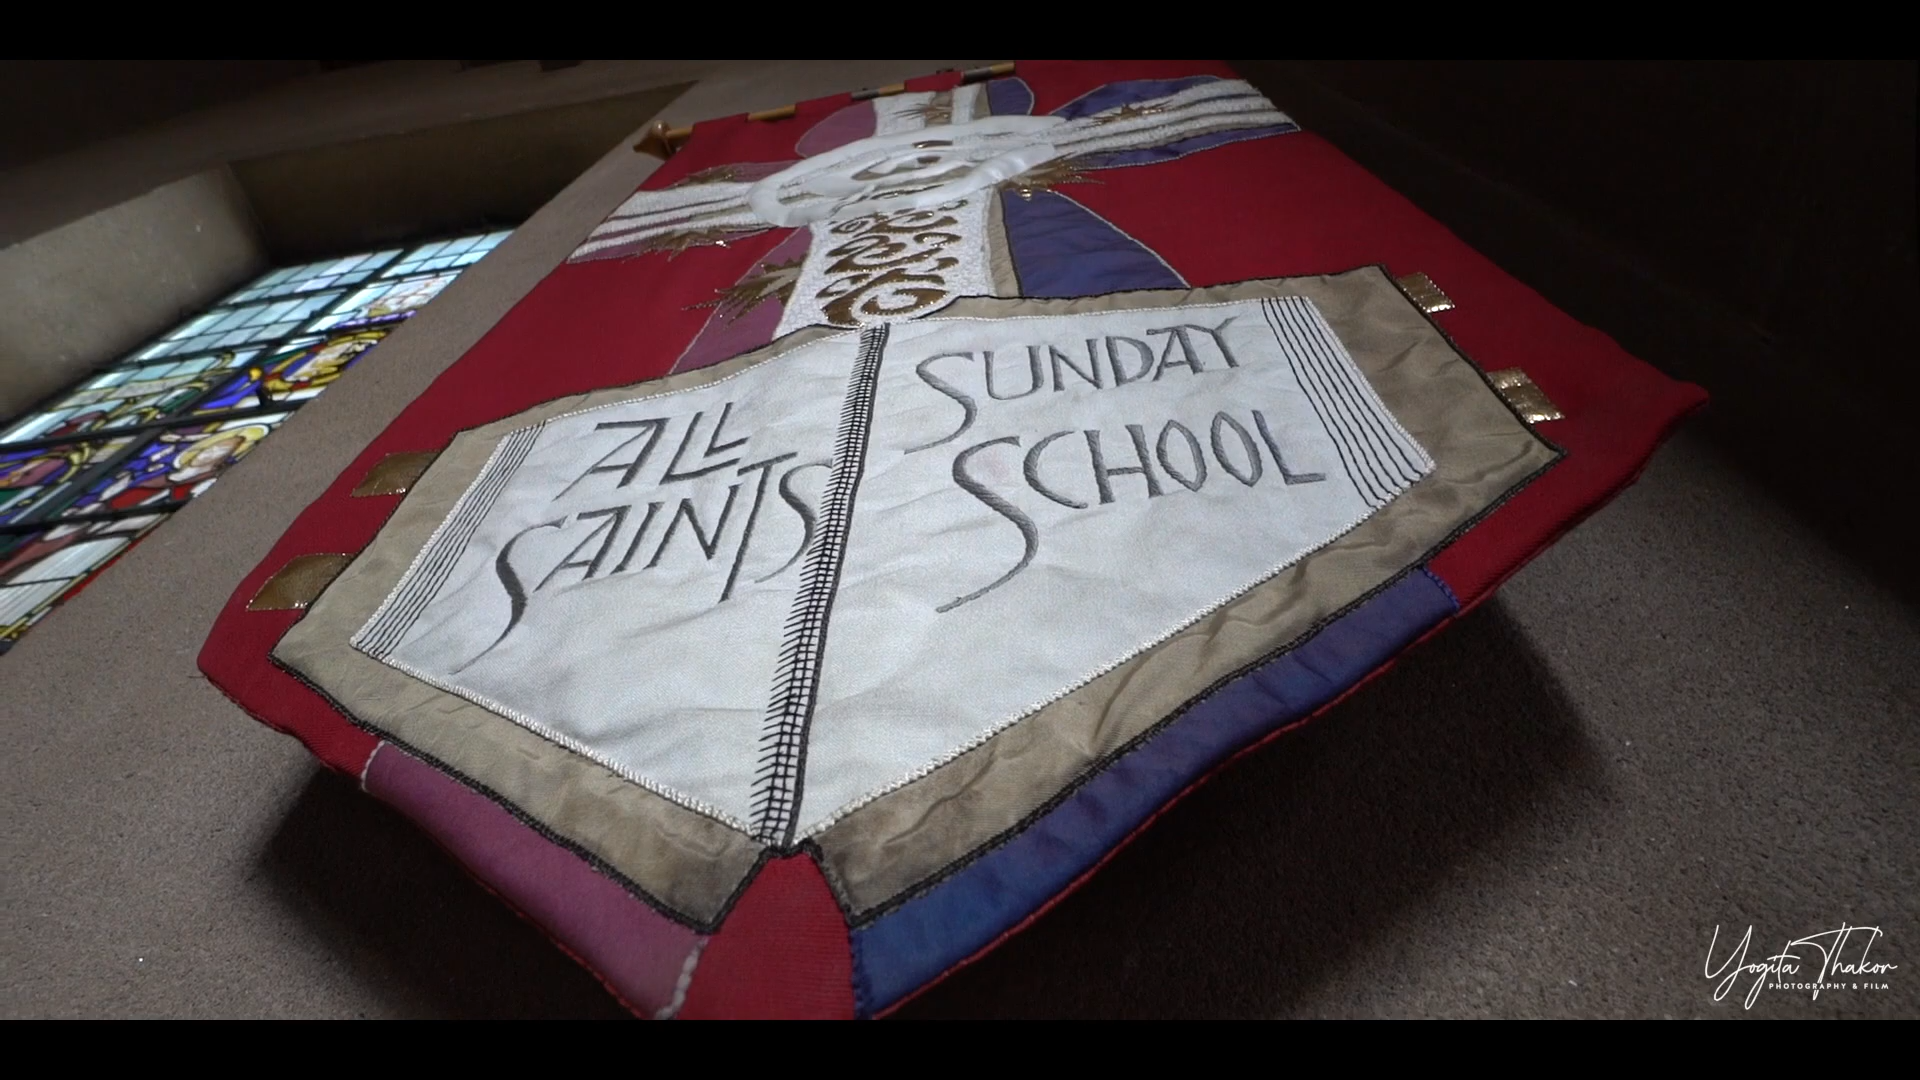 ALL
SAINTS
SUNDAY
SCHOOL
Yogita Thakor
PHOTOGRAPHY & FILM